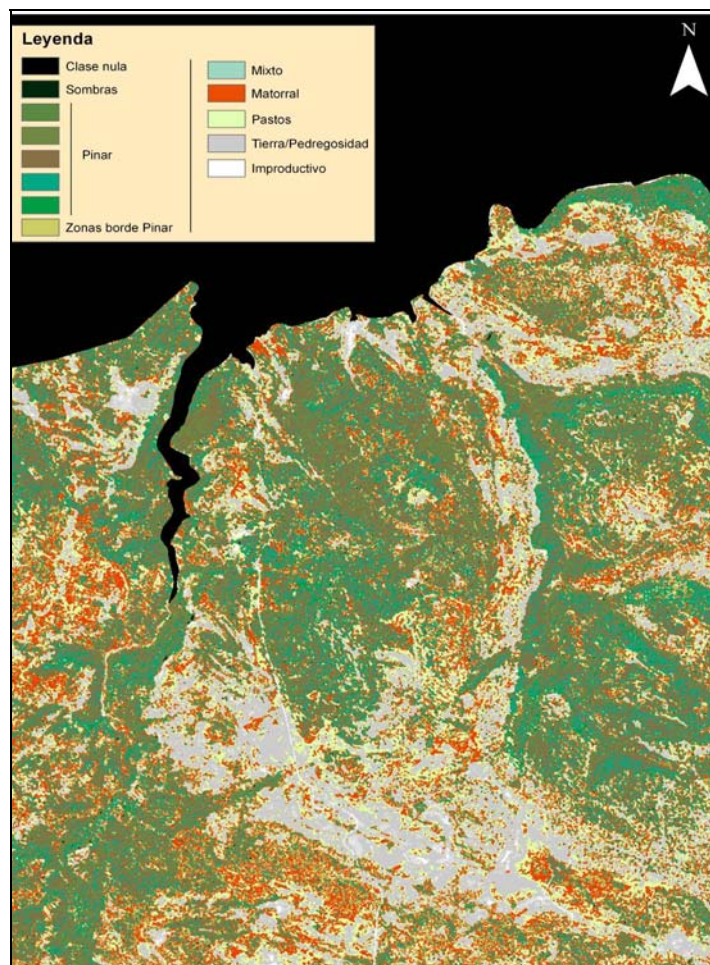 Leyenda
Clase nula
Sombras
Pinar
Zonas borde Pinar
Mixto
Matorral
Pastos
Tierra/Pedregosidad
Improductivo
N